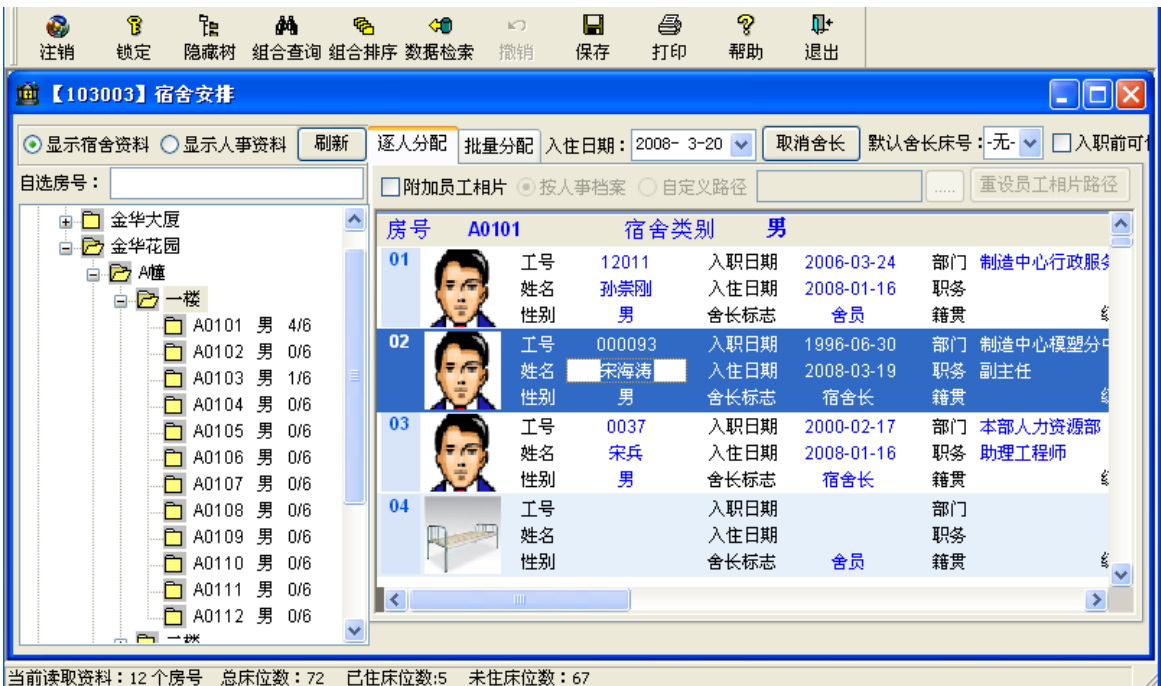 注销 锁定 隐藏树 组合查询 组合排序 数据检索 撤销 保存 打印 帮助 退出
【103003】宿舍安排
显示宿舍资料 显示人事资料 刷新 逐人分配 批量分配 入住日期： 2008- 3-20 取消舍长 默认舍长床号： -无- 入职前可
自选房号： 附加员工相片 按人事档案 自定义路径 ..... 重设员工相片路径
金华大厦
金华花园
A幢
一楼
A0101 男 4/6
A0102 男 0/6
A0103 男 1/6
A0104 男 0/6
A0105 男 0/6
A0106 男 0/6
A0107 男 0/6
A0108 男 0/6
A0109 男 0/6
A0110 男 0/6
A0111 男 0/6
A0112 男 0/6
二楼
房号 A0101 宿舍类别 男
01 工号 12011 入职日期 2006-03-24 部门 制造中心行政服务
姓名 孙崇刚 入住日期 2008-01-16 职务
性别 男 舍长标志 舍员 籍贯
02 工号 000093 入职日期 1996-06-30 部门 制造中心模塑分中
姓名 宋海涛 入住日期 2008-03-19 职务 副主任
性别 男 舍长标志 宿舍长 籍贯
03 工号 0037 入职日期 2000-02-17 部门 本部人力资源部
姓名 宋兵 入住日期 2008-01-16 职务 助理工程师
性别 男 舍长标志 宿舍长 籍贯
04 工号 入职日期 部门
姓名 入住日期 职务
性别 舍长标志 舍员 籍贯
当前读取资料：12个房号 总床位数：72 已住床位数:5 未住床位数：67